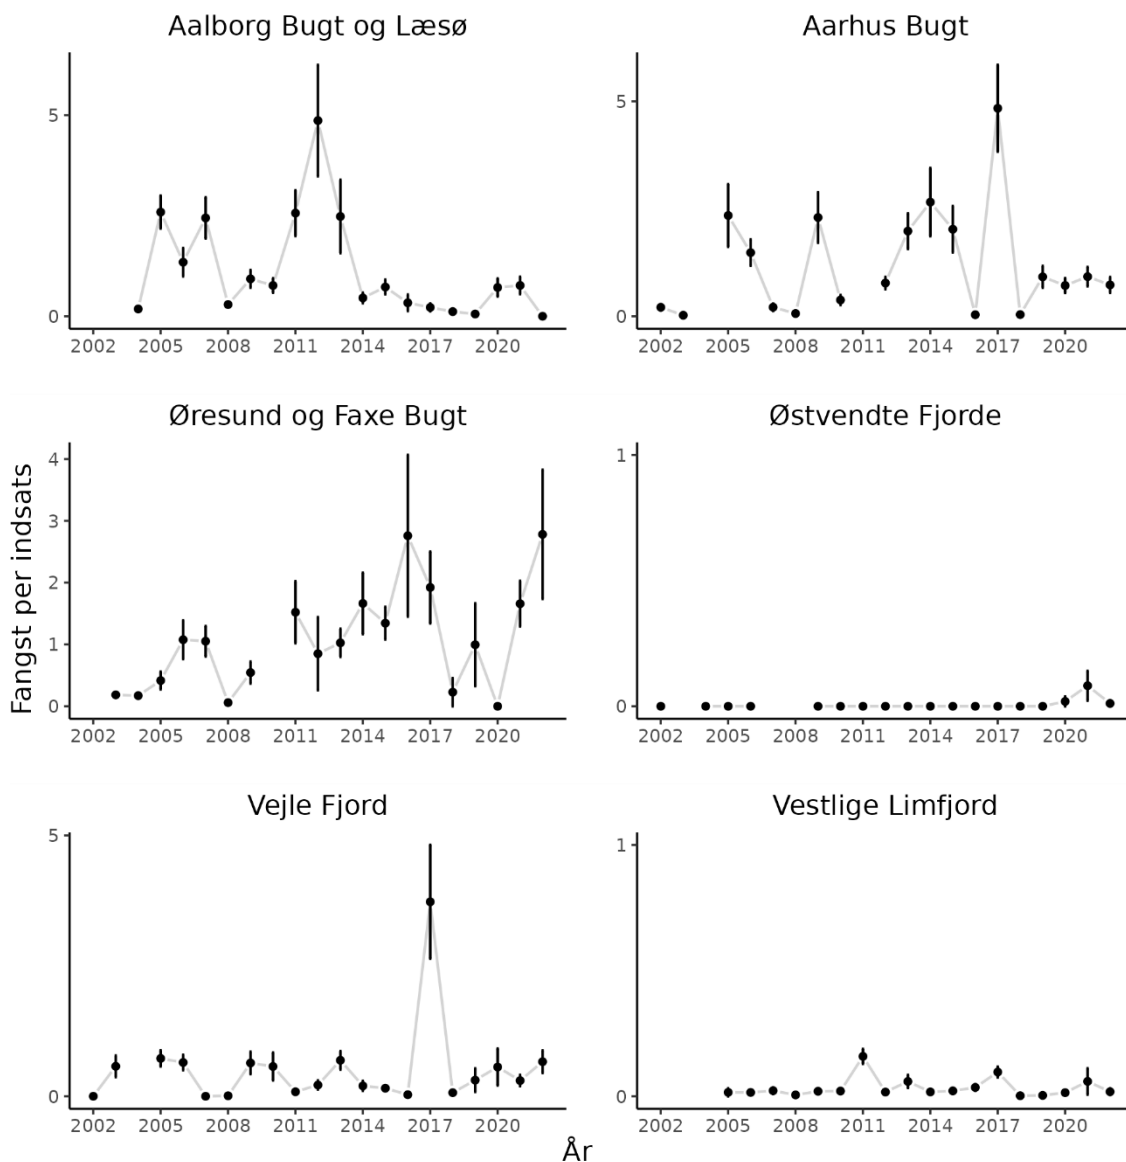 Aalborg Bugt og Læsø
Aarhus Bugt
5
0
2002 2005 2008 2011 2014 2017 2020
5
0
2002 2005 2008 2011 2014 2017 2020
Øresund og Faxe Bugt
Østvendte Fjorde
Fangst per indsats
4
3
2
1
0
2002 2005 2008 2011 2014 2017 2020
1
0
2002 2005 2008 2011 2014 2017 2020
Vejle Fjord
Vestlige Limfjord
5
0
2002 2005 2008 2011 2014 2017 2020
1
0
2002 2005 2008 2011 2014 2017 2020
År